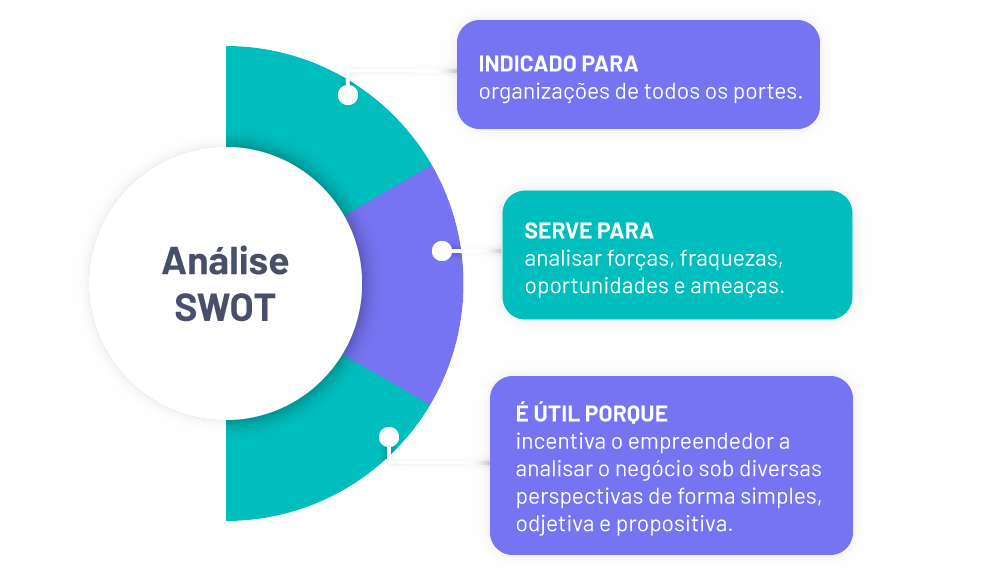 Análise
SWOT
INDICADO PARA
organizações de todos os portes.
SERVE PARA
analisar forças, fraquezas,
oportunidades e ameaças.
É ÚTIL PORQUE
incentiva o empreendedor a
analisar o negócio sob diversas
perspectivas de forma simples,
odjetiva e propositiva.